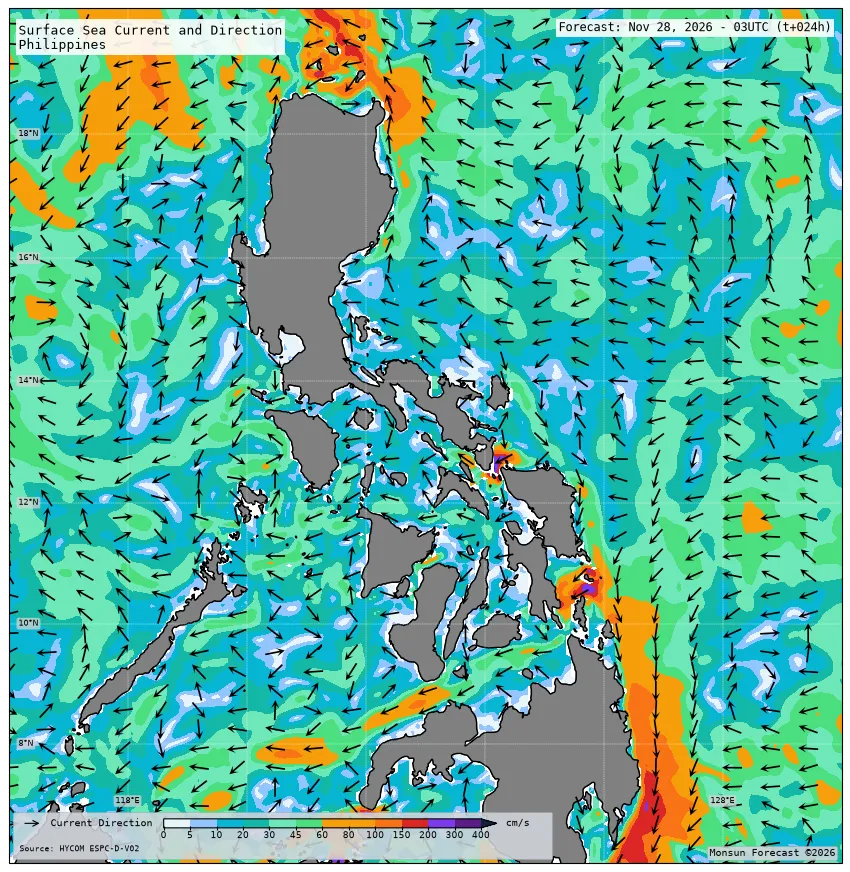 Surface Sea Current and Direction
Philippines
Forecast: Nov 28, 2026 - 03UTC (t+024h)
18°N
16°N
14°N
12°N
10°N
8°N
118°E
128°E
Current Direction
cm/s
0 5 10 20 30 45 60 80 100 150 200 300 400
Source: HYCOM ESPC-D-V02
Monsun Forecast ©2026